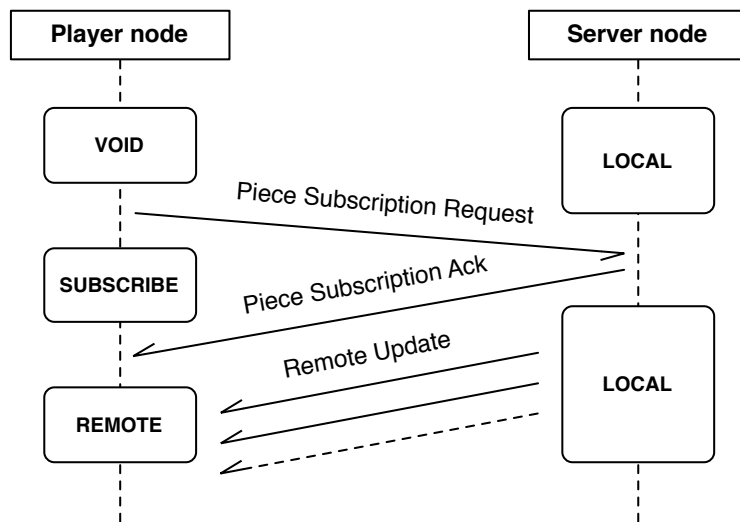 Player node
Server node
VOID
LOCAL
Piece Subscription Request
SUBSCRIBE
Piece Subscription Ack
Remote Update
LOCAL
REMOTE